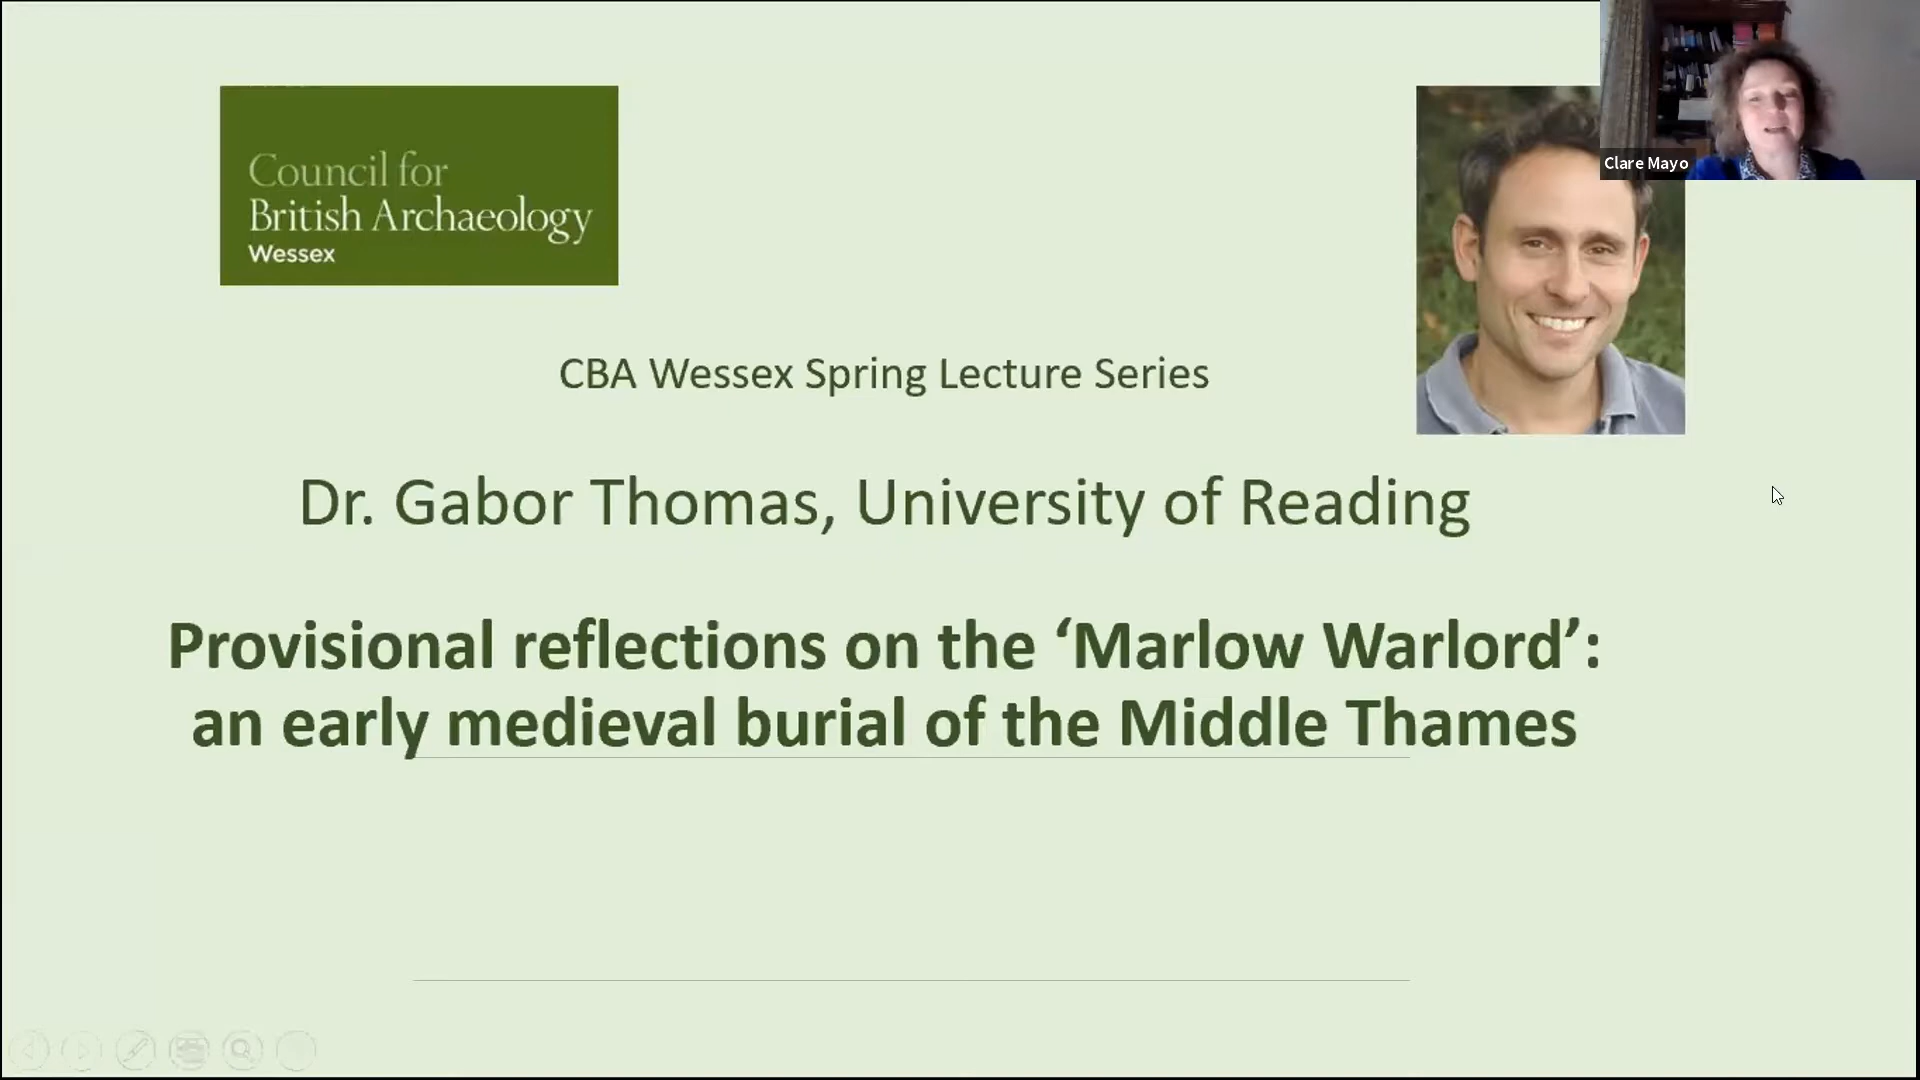 Council for
British Archaeology
Wessex
Clare Mayo
CBA Wessex Spring Lecture Series
Dr. Gabor Thomas, University of Reading
Provisional reflections on the ‘Marlow Warlord’:
an early medieval burial of the Middle Thames